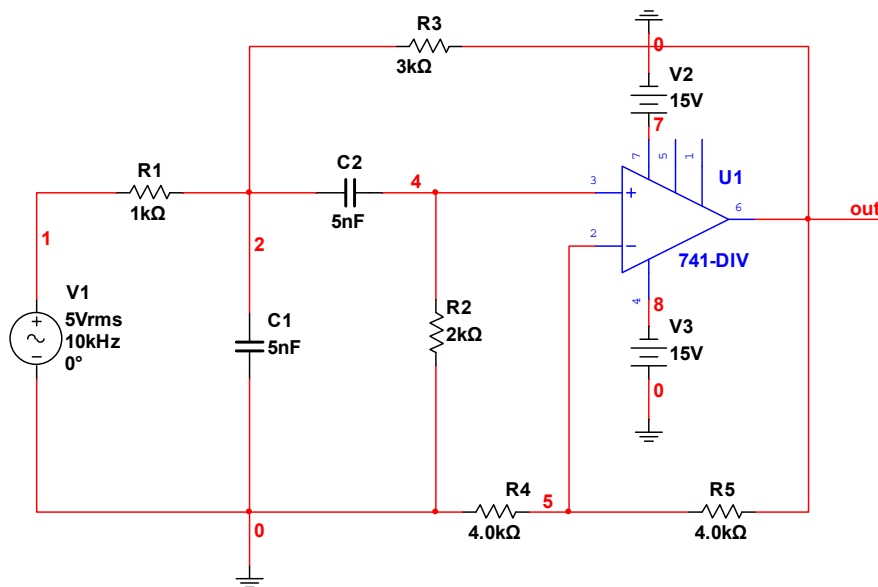 R3
3kΩ
0
V2
15V
7
7
5
1
U1
R1
1kΩ
C2
5nF
4
3
+
6
out
1
2
2
−
741-DIV
V1
5Vrms
10kHz
0°
+
−
C1
5nF
R2
2kΩ
4
8
V3
15V
0
R4
4.0kΩ
5
R5
4.0kΩ
0